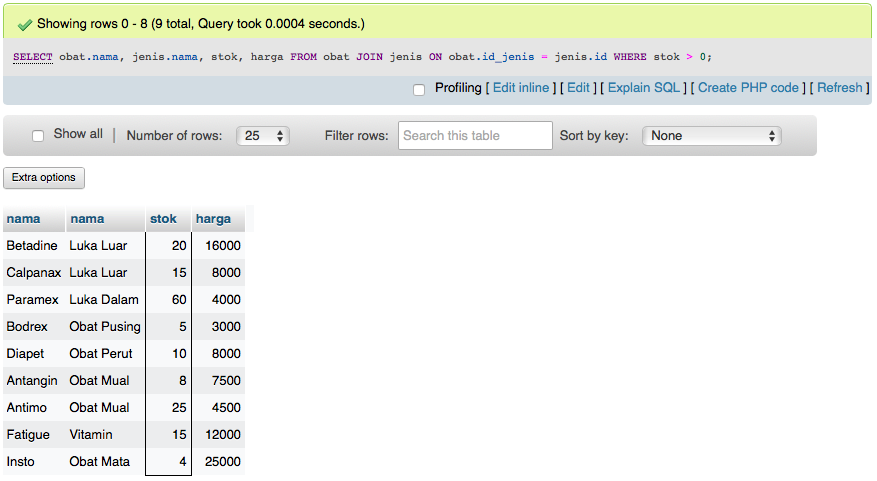 Showing rows 0 - 8 (9 total, Query took 0.0004 seconds.)
SELECT obat.nama, jenis.nama, stok, harga FROM obat JOIN jenis ON obat.id_jenis = jenis.id WHERE stok > 0;
Profiling [ Edit inline ] [ Edit ] [ Explain SQL ] [ Create PHP code ] [ Refresh ]
Show all | Number of rows: 25 Filter rows: Search this table Sort by key: None
Extra options
nama nama stok harga
Betadine Luka Luar 20 16000
Calpanax Luka Luar 15 8000
Paramex Luka Dalam 60 4000
Bodrex Obat Pusing 5 3000
Diapet Obat Perut 10 8000
Antangin Obat Mual 8 7500
Antimo Obat Mual 25 4500
Fatigue Vitamin 15 12000
Insto Obat Mata 4 25000